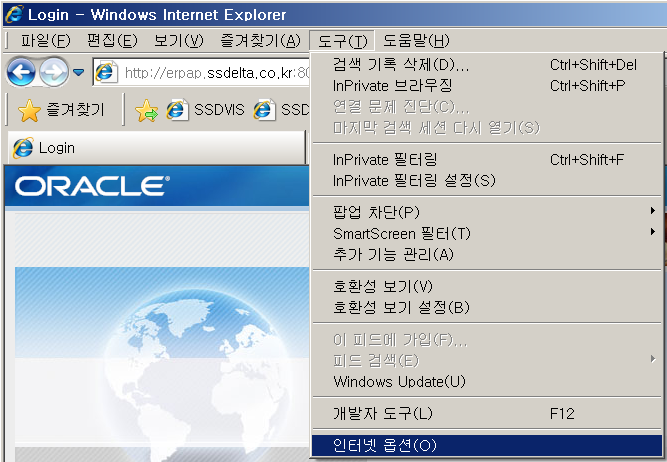 Login - Windows Internet Explorer
파일(F) 편집(E) 보기(V) 즐겨찾기(A) 도구(T) 도움말(H)
http://erpap.ssdelta.co.kr:80
즐겨찾기 SSDVIS SSD
Login
ORACLE
검색 기록 삭제(D)... Ctrl+Shift+Del
InPrivate 브라우징 Ctrl+Shift+P
연결 문제 진단(C)...
마지막 검색 세션 다시 열기(S)
InPrivate 필터링 Ctrl+Shift+F
InPrivate 필터링 설정(S)
팝업 차단(P)
SmartScreen 필터(T)
추가 기능 관리(A)
호환성 보기(V)
호환성 보기 설정(B)
이 피드에 가입(F)...
피드 검색(E)
Windows Update(U)
개발자 도구(L) F12
인터넷 옵션(O)